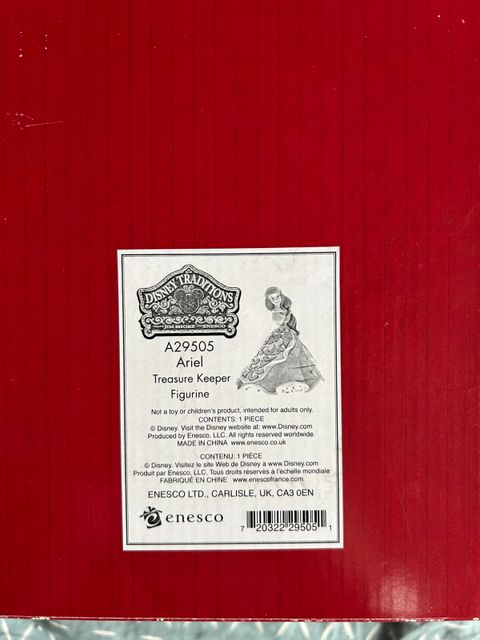 DISNEY TRADITIONS
JIM SHORE ENESCO
A29505
Ariel
Treasure Keeper
Figurine
Not a toy or children's product, intended for adults only.
CONTENTS: 1 PIECE
© Disney. Visit the Disney website at: www.Disney.com
Produced by Enesco, LLC. All rights reserved worldwide.
MADE IN CHINA www.enesco.co.uk
CONTENU: 1 PIÈCE
© Disney. Visitez le site Web de Disney à www.Disney.com
Produit par Enesco, LLC. Tous droits réservés à l'échelle mondiale
FABRIQUÉ EN CHINE www.enescofrance.com
ENESCO LTD., CARLISLE, UK, CA3 0EN
enesco
7 20322 29505 1